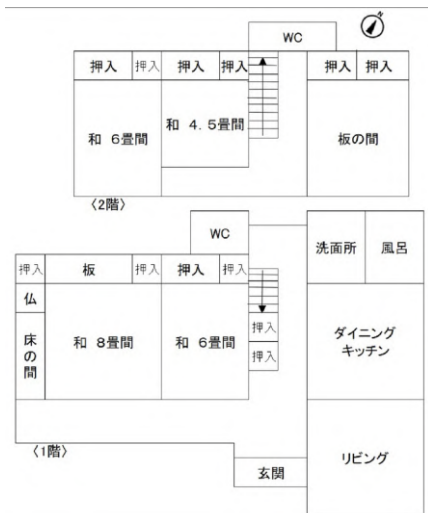 N
WC
押入
押入
押入
押入
押入
押入
和 6畳間
和 4.5畳間
板の間
〈2階〉
WC
洗面所
風呂
押入
板
押入
押入
押入
仏
床の間
和 8畳間
和 6畳間
押入
押入
ダイニング
キッチン
〈1階〉
玄関
リビング